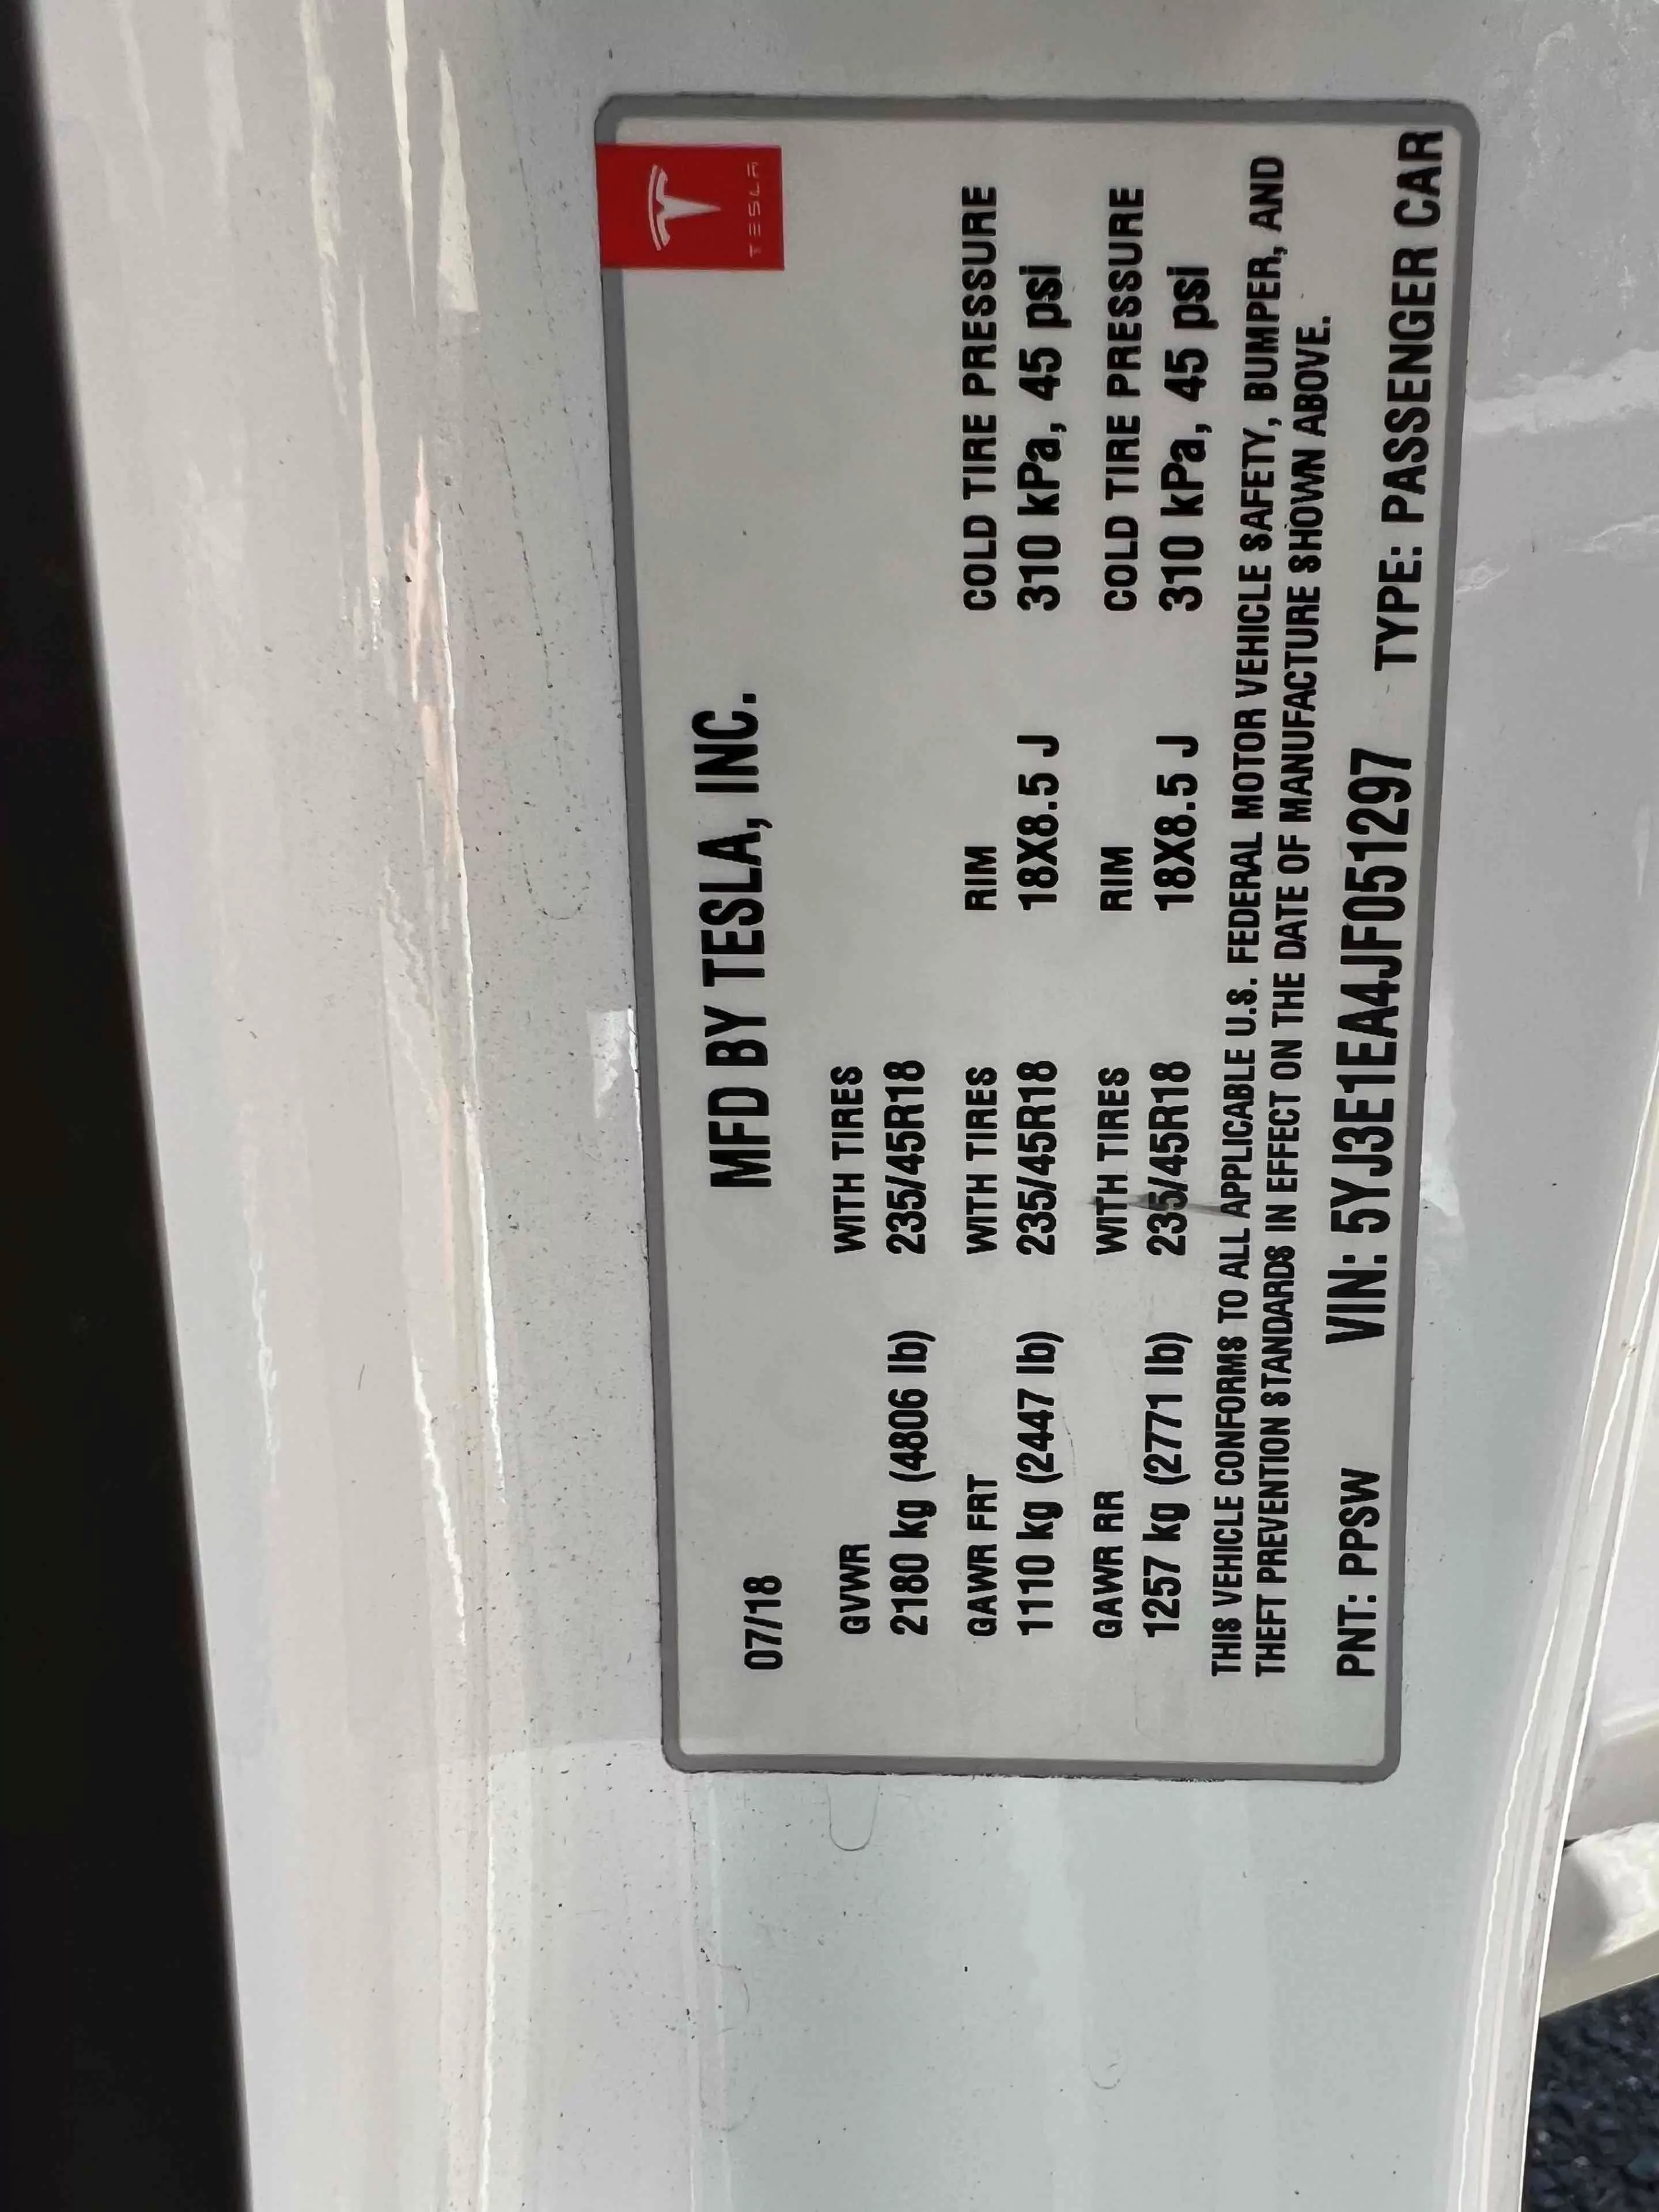 TESLA
MFD BY TESLA, INC.
07/18
GVWR WITH TIRES
2180 kg (4806 lb) 235/45R18
GAWR FRT WITH TIRES RIM COLD TIRE PRESSURE
1110 kg (2447 lb) 235/45R18 18X8.5 J 310 kPa, 45 psi
GAWR RR WITH TIRES RIM COLD TIRE PRESSURE
1257 kg (2771 lb) 235/45R18 18X8.5 J 310 kPa, 45 psi
THIS VEHICLE CONFORMS TO ALL APPLICABLE U.S. FEDERAL MOTOR VEHICLE SAFETY, BUMPER, AND
THEFT PREVENTION STANDARDS IN EFFECT ON THE DATE OF MANUFACTURE SHOWN ABOVE.
PNT: PPSW VIN: 5YJ3E1EA4JF051297 TYPE: PASSENGER CAR